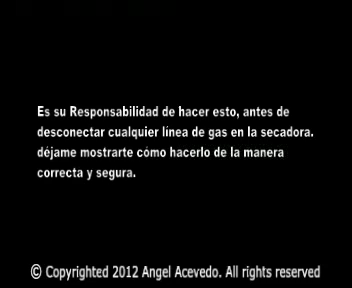 Es su Responsabilidad de hacer esto, antes de
desconectar cualquier línea de gas en la secadora.
déjame mostrarte cómo hacerlo de la manera
correcta y segura.
© Copyrighted 2012 Angel Acevedo. All rights reserved